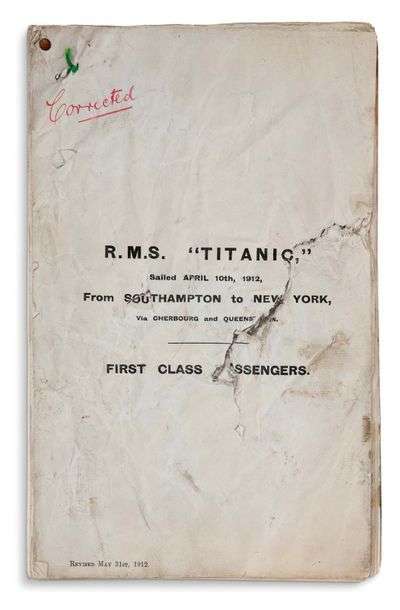 Corrected
R.M.S. "TITANIC,"
Sailed APRIL 10th, 1912,
From SOUTHAMPTON to NEW YORK,
Via CHERBOURG and
FIRST CLASS
REVISED MAY 31st, 1912.